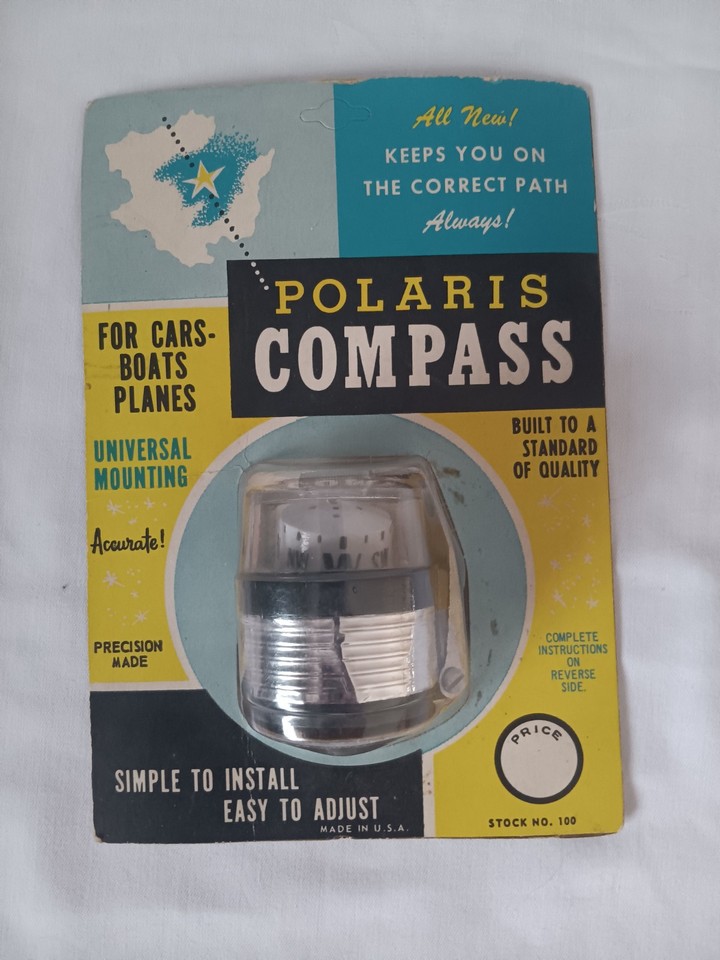 All New!
KEEPS YOU ON
THE CORRECT PATH
Always!
POLARIS
COMPASS
FOR CARS-
BOATS
PLANES
UNIVERSAL
MOUNTING
Accurate!
PRECISION
MADE
BUILT TO A
STANDARD
OF QUALITY
NW W SW
COMPLETE
INSTRUCTIONS
ON
REVERSE
SIDE.
PRICE
SIMPLE TO INSTALL
EASY TO ADJUST
MADE IN U.S.A.
STOCK NO. 100